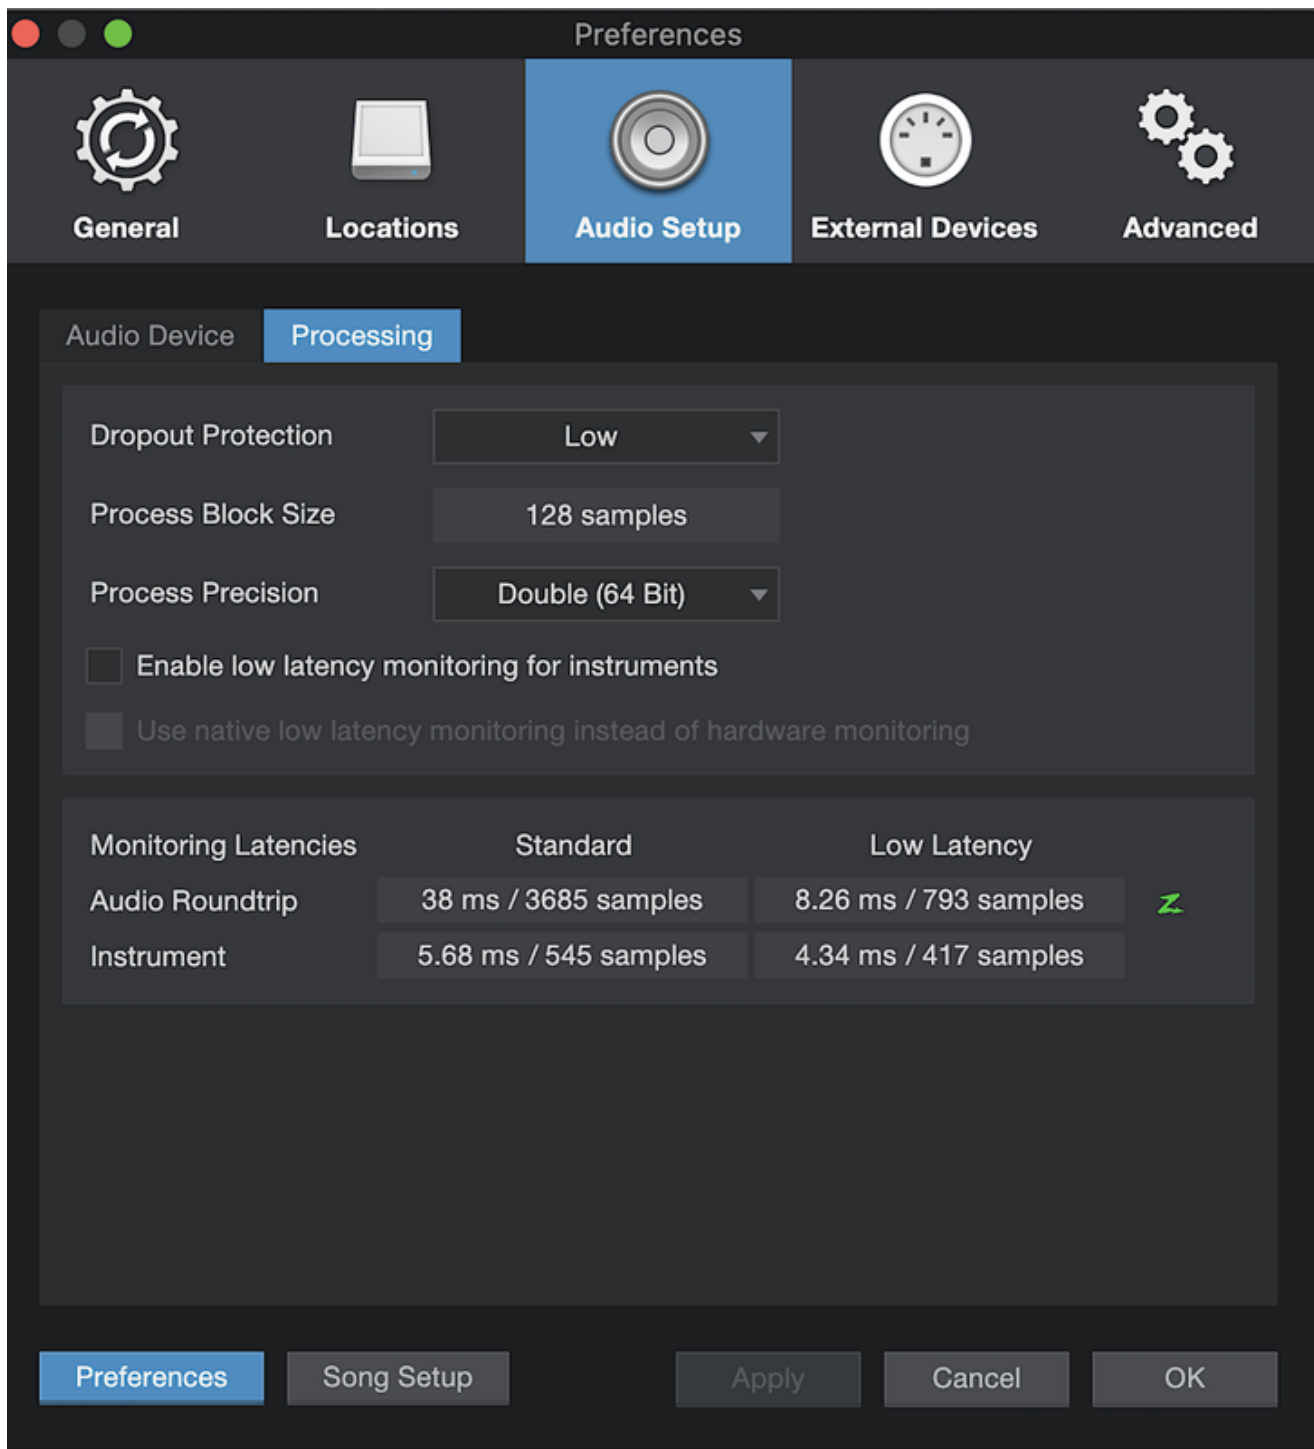 Preferences
General Locations Audio Setup External Devices Advanced
Audio Device Processing
Dropout Protection Low
Process Block Size 128 samples
Process Precision Double (64 Bit)
Enable low latency monitoring for instruments
Use native low latency monitoring instead of hardware monitoring
Monitoring Latencies Standard Low Latency
Audio Roundtrip 38 ms / 3685 samples 8.26 ms / 793 samples Z
Instrument 5.68 ms / 545 samples 4.34 ms / 417 samples
Preferences Song Setup Apply Cancel OK